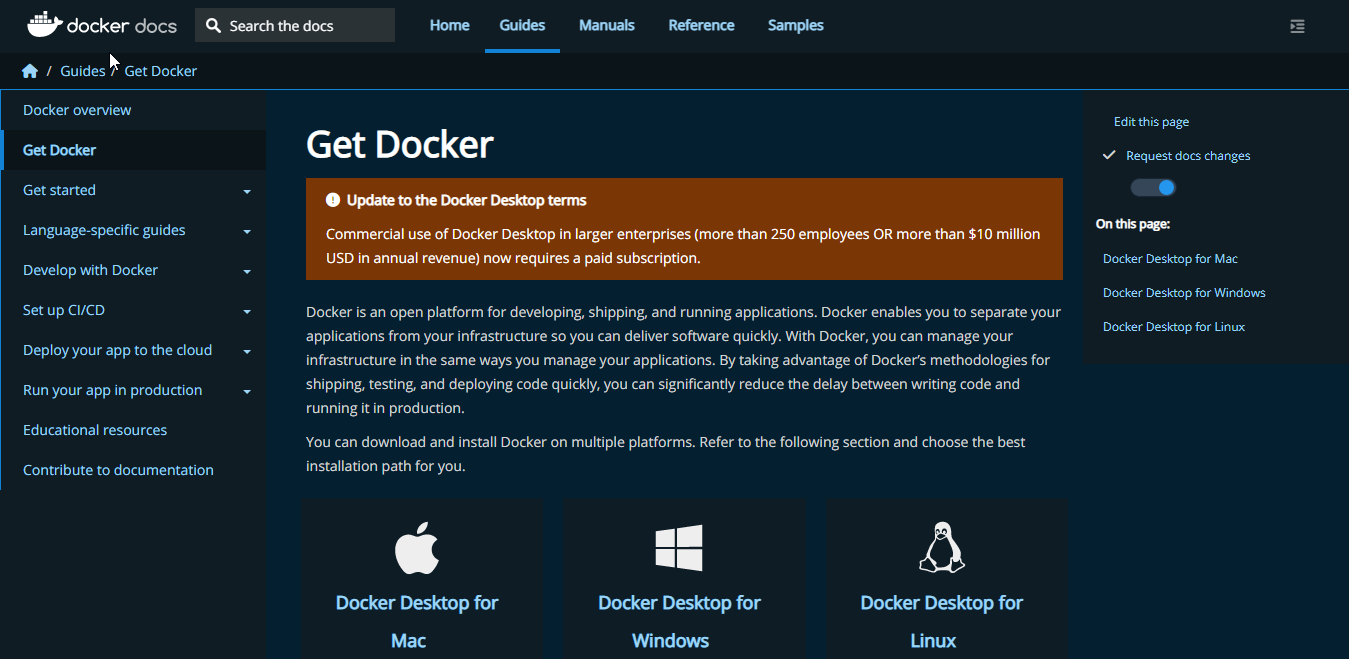 docker docs
Search the docs
Home
Guides
Manuals
Reference
Samples
/ Guides / Get Docker
Docker overview
Get Docker
Get started
Language-specific guides
Develop with Docker
Set up CI/CD
Deploy your app to the cloud
Run your app in production
Educational resources
Contribute to documentation
Get Docker
Update to the Docker Desktop terms
Commercial use of Docker Desktop in larger enterprises (more than 250 employees OR more than $10 million
USD in annual revenue) now requires a paid subscription.
Docker is an open platform for developing, shipping, and running applications. Docker enables you to separate your
applications from your infrastructure so you can deliver software quickly. With Docker, you can manage your
infrastructure in the same ways you manage your applications. By taking advantage of Docker’s methodologies for
shipping, testing, and deploying code quickly, you can significantly reduce the delay between writing code and
running it in production.
You can download and install Docker on multiple platforms. Refer to the following section and choose the best
installation path for you.
Docker Desktop for
Mac
Docker Desktop for
Windows
Docker Desktop for
Linux
Edit this page
Request docs changes
On this page:
Docker Desktop for Mac
Docker Desktop for Windows
Docker Desktop for Linux